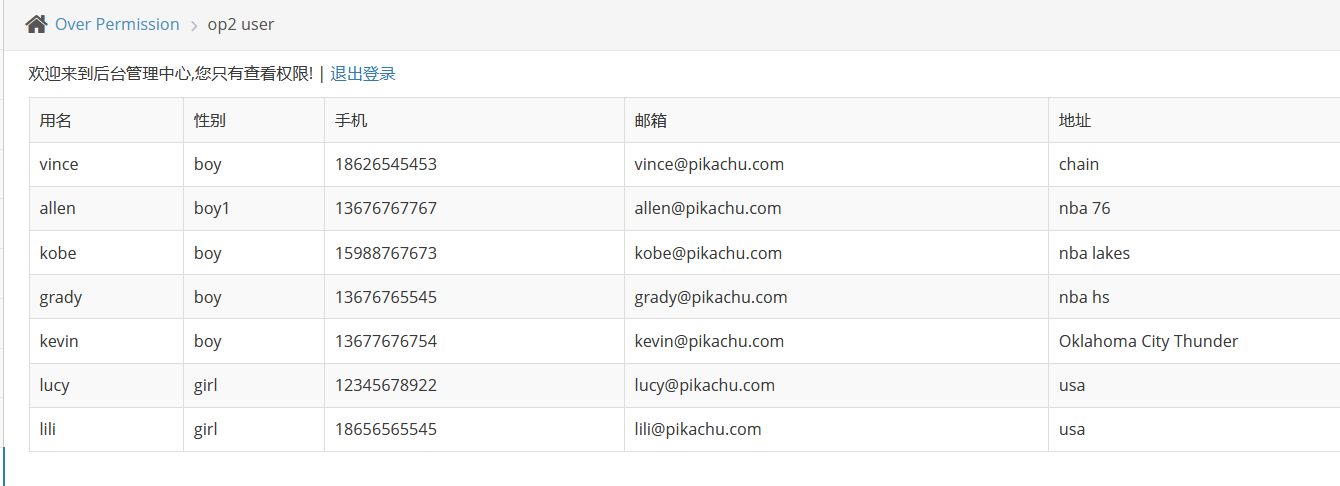 Over Permission > op2 user
欢迎来到后台管理中心,您只有查看权限! | 退出登录
用名 性别 手机 邮箱 地址
vince boy 18626545453 vince@pikachu.com chain
allen boy1 13676767767 allen@pikachu.com nba 76
kobe boy 15988767673 kobe@pikachu.com nba lakes
grady boy 13676765545 grady@pikachu.com nba hs
kevin boy 13677676754 kevin@pikachu.com Oklahoma City Thunder
lucy girl 12345678922 lucy@pikachu.com usa
lili girl 18656565545 lili@pikachu.com usa